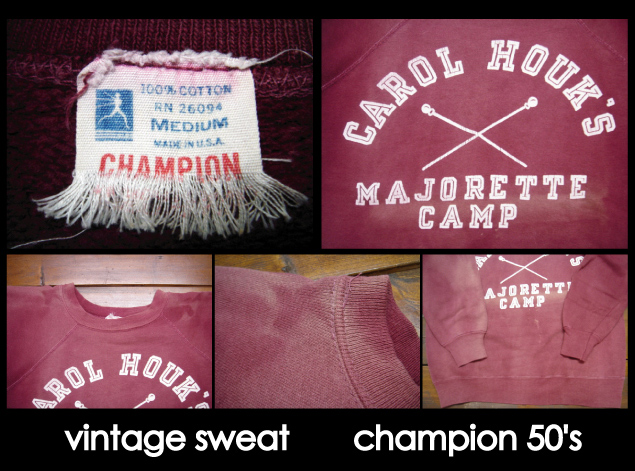 100% COTTON
RN 26094
MEDIUM
MADE IN U.S.A.
CHAMPION
CAROL HOUK'S
MAJORETTE
CAMP
CAROL HOUK'S
AJORETTE
CAMP
vintage sweat champion 50's